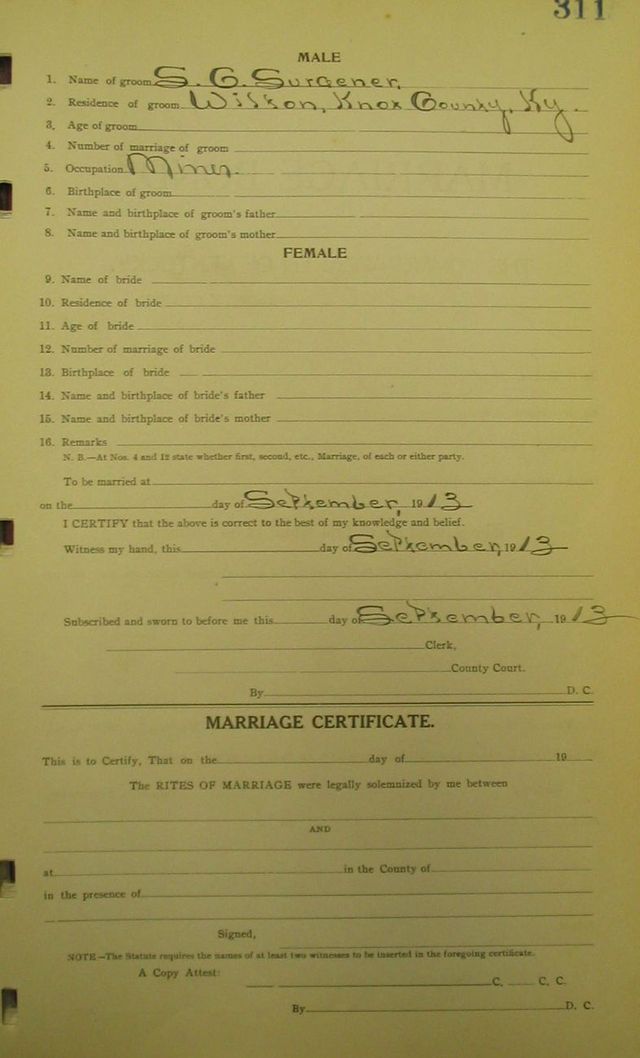 311
MALE
1. Name of groom S. G. Surgener,
2. Residence of groom Wilson, Knox County, Ky.
3. Age of groom
4. Number of marriage of groom
5. Occupation Miner.
6. Birthplace of groom
7. Name and birthplace of groom's father
8. Name and birthplace of groom's mother
FEMALE
9. Name of bride
10. Residence of bride
11. Age of bride
12. Number of marriage of bride
13. Birthplace of bride
14. Name and birthplace of bride's father
15. Name and birthplace of bride's mother
16. Remarks
N. B.—At Nos. 4 and 12 state whether first, second, etc., Marriage, of each or either party.
To be married at
on the day of September, 1913
I CERTIFY that the above is correct to the best of my knowledge and belief.
Witness my hand, this day of September, 1913
Subscribed and sworn to before me this day of September, 1913
Clerk,
County Court.
By D. C.
MARRIAGE CERTIFICATE.
This is to Certify, That on the day of 19
The RITES OF MARRIAGE were legally solemnized by me between
AND
at in the County of
in the presence of
Signed,
NOTE—The Statute requires the names of at least two witnesses to be inserted in the foregoing certificate.
A Copy Attest:
C. C. C.
By D. C.